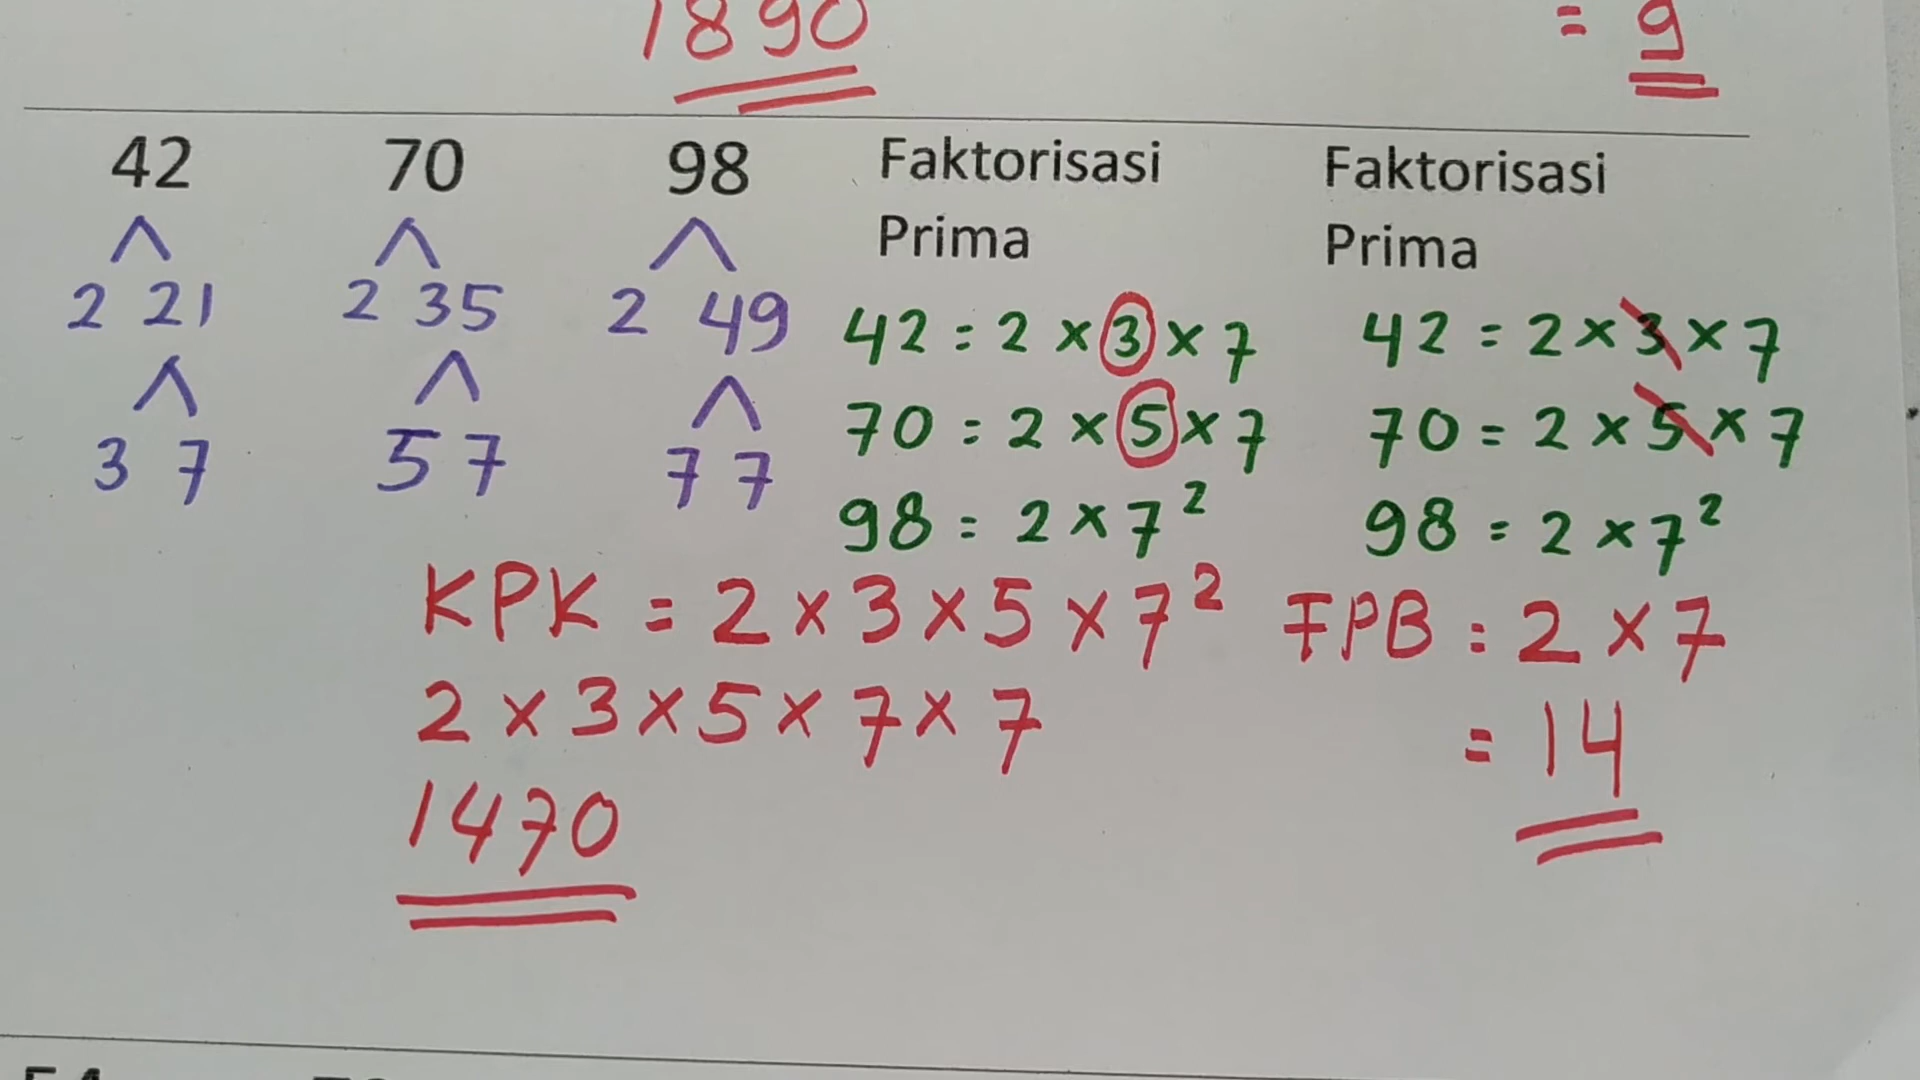 1890
= 9
42 70 98
2 21 2 35 2 49
3 7 5 7 7 7
Faktorisasi
Prima
42 = 2 × 3 × 7
70 = 2 × 5 × 7
98 = 2 × 7²
Faktorisasi
Prima
42 = 2 × 3 × 7
70 = 2 × 5 × 7
98 = 2 × 7²
KPK = 2 × 3 × 5 × 7²
2 × 3 × 5 × 7 × 7
1470
FPB = 2 × 7
= 14